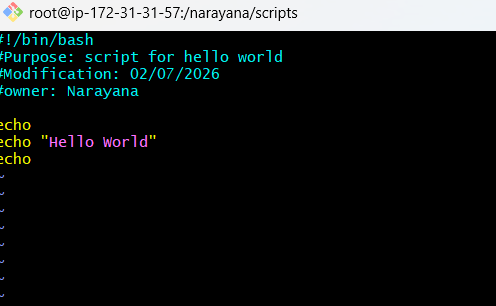 root@ip-172-31-31-57:/narayana/scripts
#!/bin/bash
#Purpose: script for hello world
#Modification: 02/07/2026
#owner: Narayana
echo
echo "Hello World"
echo
~
~
~
~
~
~
~
~